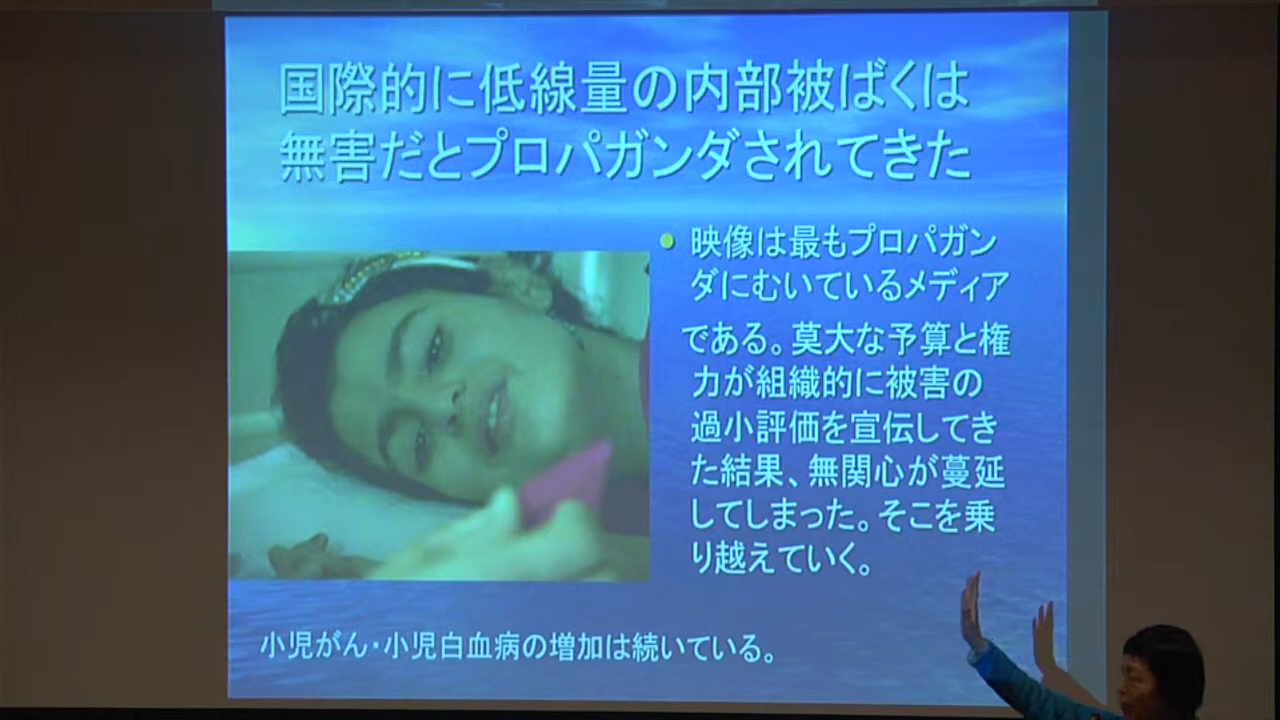 国際的に低線量の内部被ばくは
無害だとプロパガンダされてきた
映像は最もプロパガン
ダにむいているメディア
である。莫大な予算と権
力が組織的に被害の
過小評価を宣伝してき
た結果、無関心が蔓延
してしまった。そこを乗
り越えていく。
小児がん・小児白血病の増加は続いている。